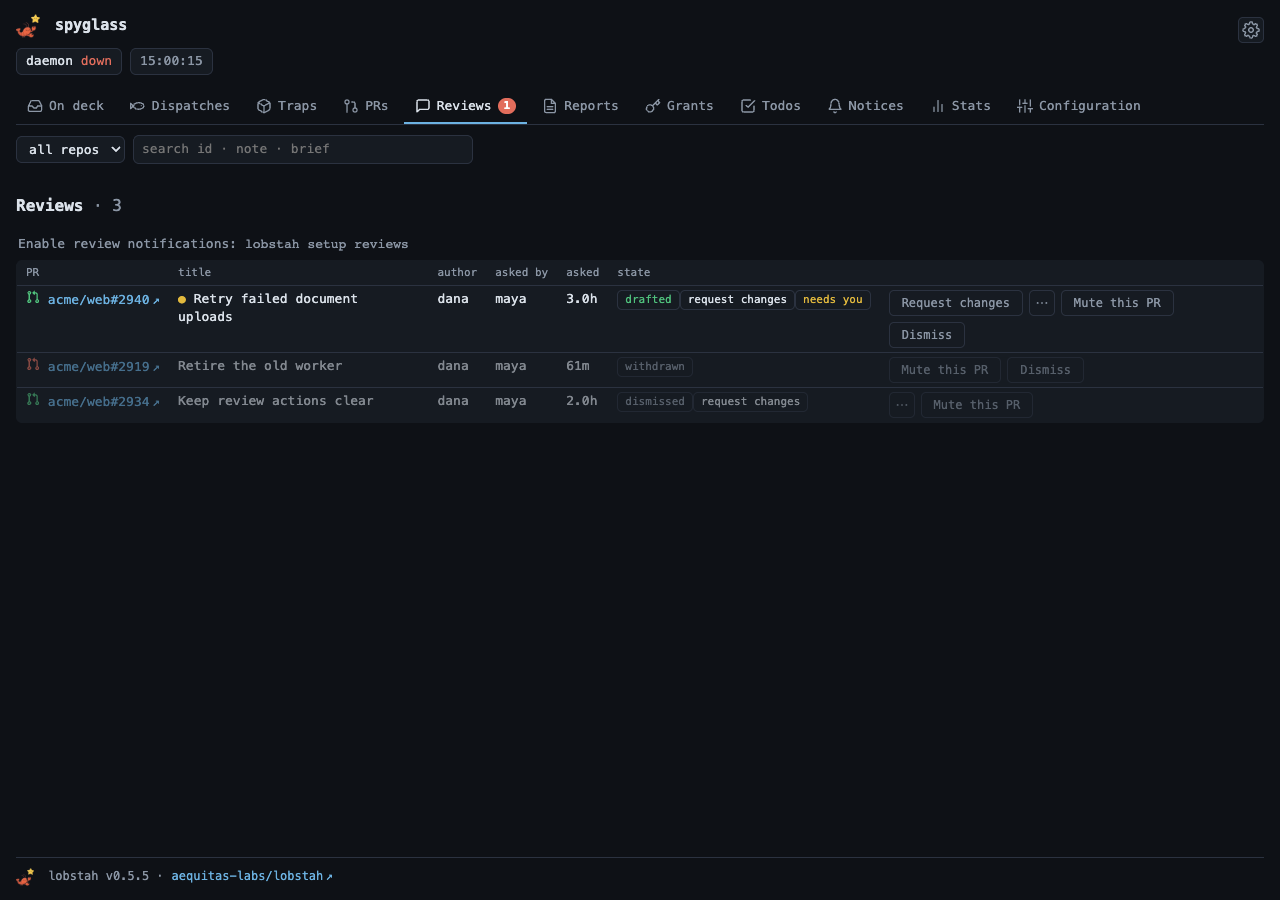 spyglass
daemon down 15:00:15
On deck Dispatches Traps PRs Reviews 1 Reports Grants Todos Notices Stats Configuration
all repos search id · note · brief
Reviews · 3
Enable review notifications: lobstah setup reviews
PR title author asked by asked state
acme/web#2940↗ Retry failed document uploads dana maya 3.0h drafted request changes needs you Request changes ··· Mute this PR
Dismiss
acme/web#2919↗ Retire the old worker dana maya 61m withdrawn Mute this PR Dismiss
acme/web#2934↗ Keep review actions clear dana maya 2.0h dismissed request changes ··· Mute this PR
lobstah v0.5.5 · aequitas-labs/lobstah↗